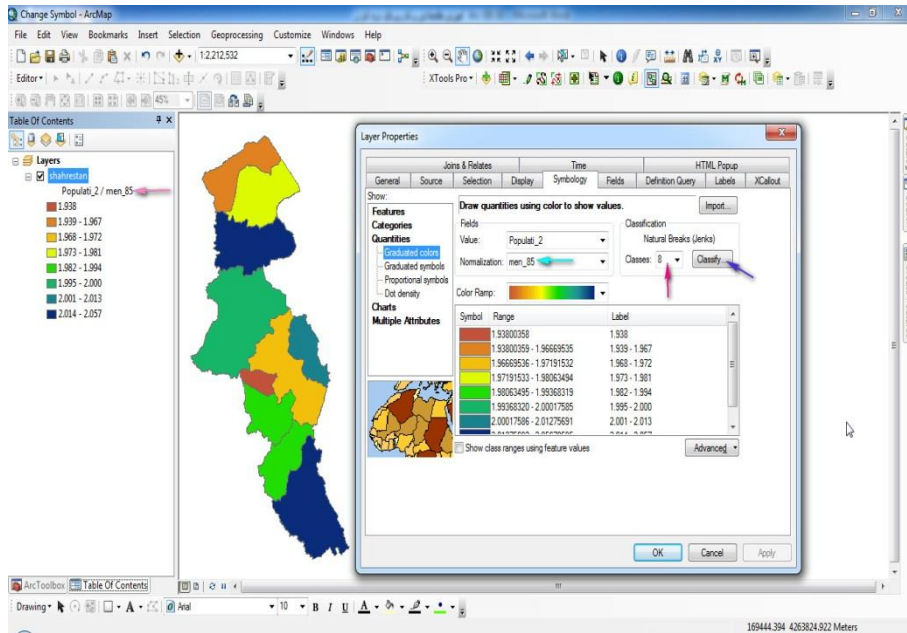 Change Symbol - ArcMap
File Edit View Bookmarks Insert Selection Geoprocessing Customize Windows Help
1:2,212,532
Editor
XTools Pro
45%
Table Of Contents
Layers
shahrestan
Populati_2 / men_85
1.938
1.939 - 1.967
1.968 - 1.972
1.973 - 1.981
1.982 - 1.994
1.995 - 2.000
2.001 - 2.013
2.014 - 2.057
Layer Properties
Joins & Relates Time HTML Popup
General Source Selection Display Symbology Fields Definition Query Labels XCallout
Show:
Features
Categories
Quantities
Graduated colors
Graduated symbols
Proportional symbols
Dot density
Charts
Multiple Attributes
Draw quantities using color to show values.
Import...
Fields
Value: Populati_2
Normalization: men_85
Classification
Natural Breaks (Jenks)
Classes: 8 Classify...
Color Ramp:
Symbol Range Label
1.93800358 1.938
1.93800359 - 1.96669535 1.939 - 1.967
1.96669536 - 1.97191532 1.968 - 1.972
1.97191533 - 1.98063494 1.973 - 1.981
1.98063495 - 1.99368319 1.982 - 1.994
1.99368320 - 2.00017585 1.995 - 2.000
2.00017586 - 2.01275691 2.001 - 2.013
Show class ranges using feature values
Advanced
OK Cancel Apply
ArcToolbox Table Of Contents
Drawing A Arial 10 B I U A
169444.394 4263824.922 Meters